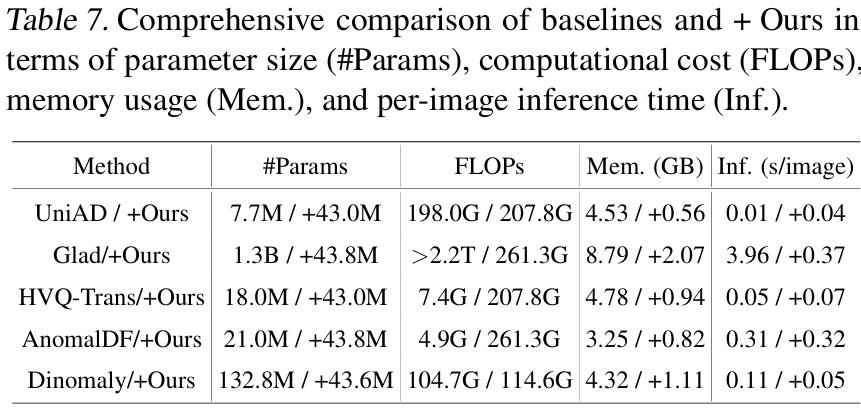 Table 7. Comprehensive comparison of baselines and + Ours in
terms of parameter size (#Params), computational cost (FLOPs),
memory usage (Mem.), and per-image inference time (Inf.).
Method #Params FLOPs Mem. (GB) Inf. (s/image)
UniAD / +Ours 7.7M / +43.0M 198.0G / 207.8G 4.53 / +0.56 0.01 / +0.04
Glad/+Ours 1.3B / +43.8M >2.2T / 261.3G 8.79 / +2.07 3.96 / +0.37
HVQ-Trans/+Ours 18.0M / +43.0M 7.4G / 207.8G 4.78 / +0.94 0.05 / +0.07
AnomalDF/+Ours 21.0M / +43.8M 4.9G / 261.3G 3.25 / +0.82 0.31 / +0.32
Dinomaly/+Ours 132.8M / +43.6M 104.7G / 114.6G 4.32 / +1.11 0.11 / +0.05